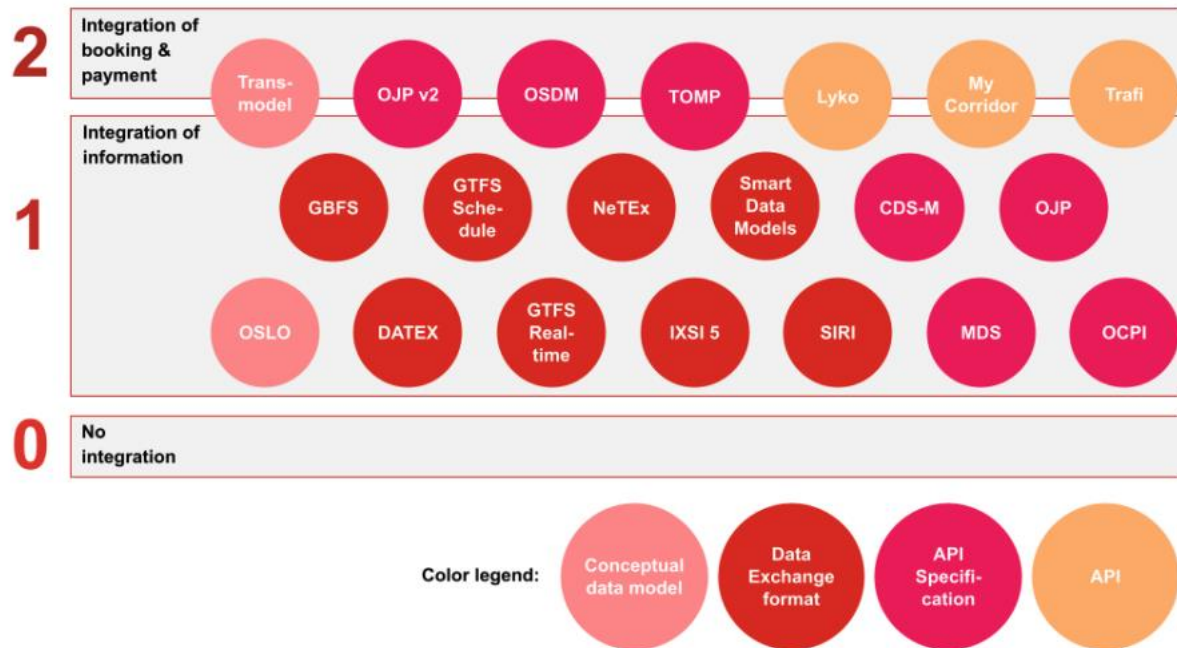 2
Integration of
booking &
payment
Trans-
model
OJP v2
OSDM
TOMP
Lyko
My
Corridor
Trafi
1
Integration of
information
GBFS
GTFS
Sche-
dule
NeTEx
Smart
Data
Models
CDS-M
OJP
OSLO
DATEX
GTFS
Real-
time
IXSI 5
SIRI
MDS
OCPI
0
No
integration
Color legend:
Conceptual
data model
Data
Exchange
format
API
Specifi-
cation
API